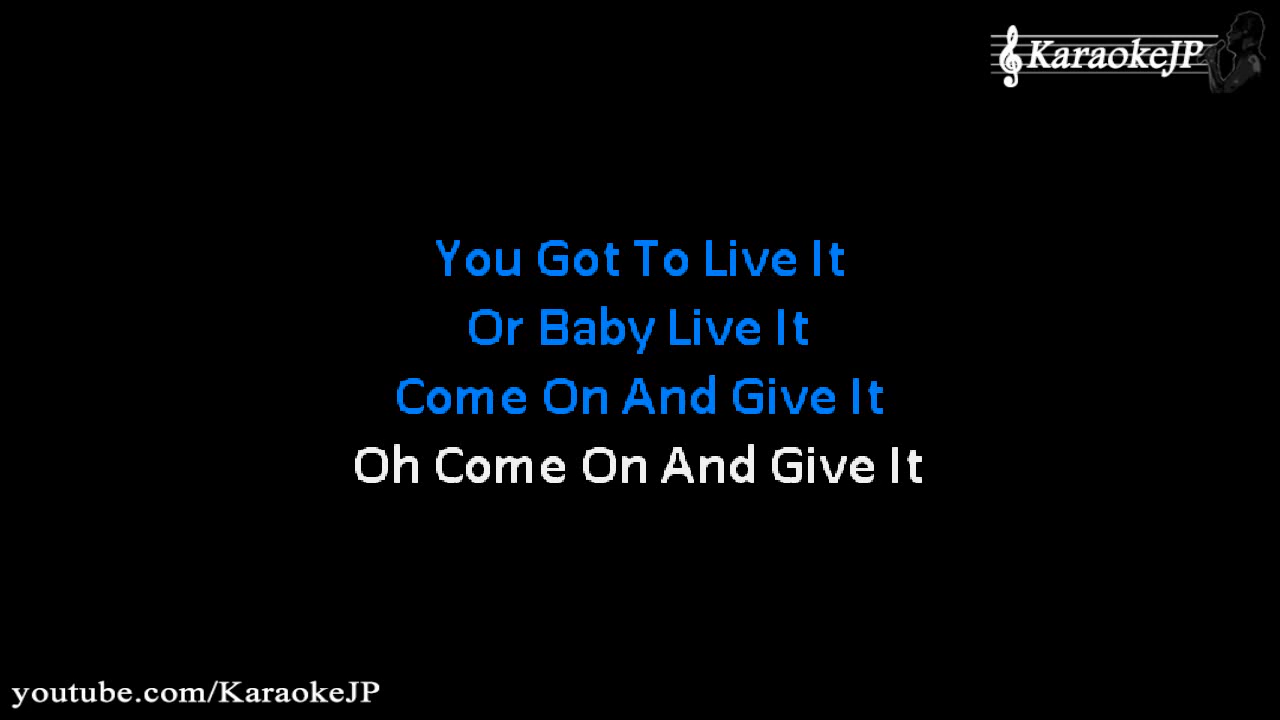 KaraokeJP
You Got To Live It
Or Baby Live It
Come On And Give It
Oh Come On And Give It
youtube.com/KaraokeJP